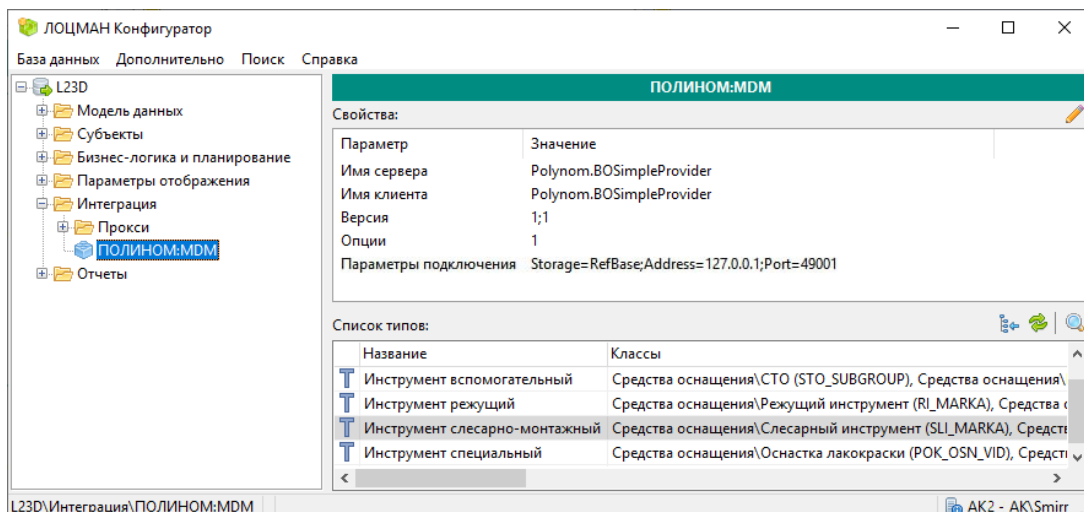 ЛОЦМАН Конфигуратор
База данных Дополнительно Поиск Справка
L23D
Модель данных
Субъекты
Бизнес-логика и планирование
Параметры отображения
Интеграция
Прокси
ПОЛИНОМ:MDM
Отчеты
ПОЛИНОМ:MDM
Свойства:
Параметр Значение
Имя сервера Polynom.BOSimpleProvider
Имя клиента Polynom.BOSimpleProvider
Версия 1;1
Опции 1
Параметры подключения Storage=RefBase;Address=127.0.0.1;Port=49001
Список типов:
Название Классы
Инструмент вспомогательный Средства оснащения\СТО (STO_SUBGROUP), Средства оснащения\
Инструмент режущий Средства оснащения\Режущий инструмент (RI_MARKA), Средства
Инструмент слесарно-монтажный Средства оснащения\Слесарный инструмент (SLI_MARKA), Средств
Инструмент специальный Средства оснащения\Оснастка лакокраски (POK_OSN_VID), Средст
L23D\Интеграция\ПОЛИНОМ:MDM AK2 - AK\Smirr